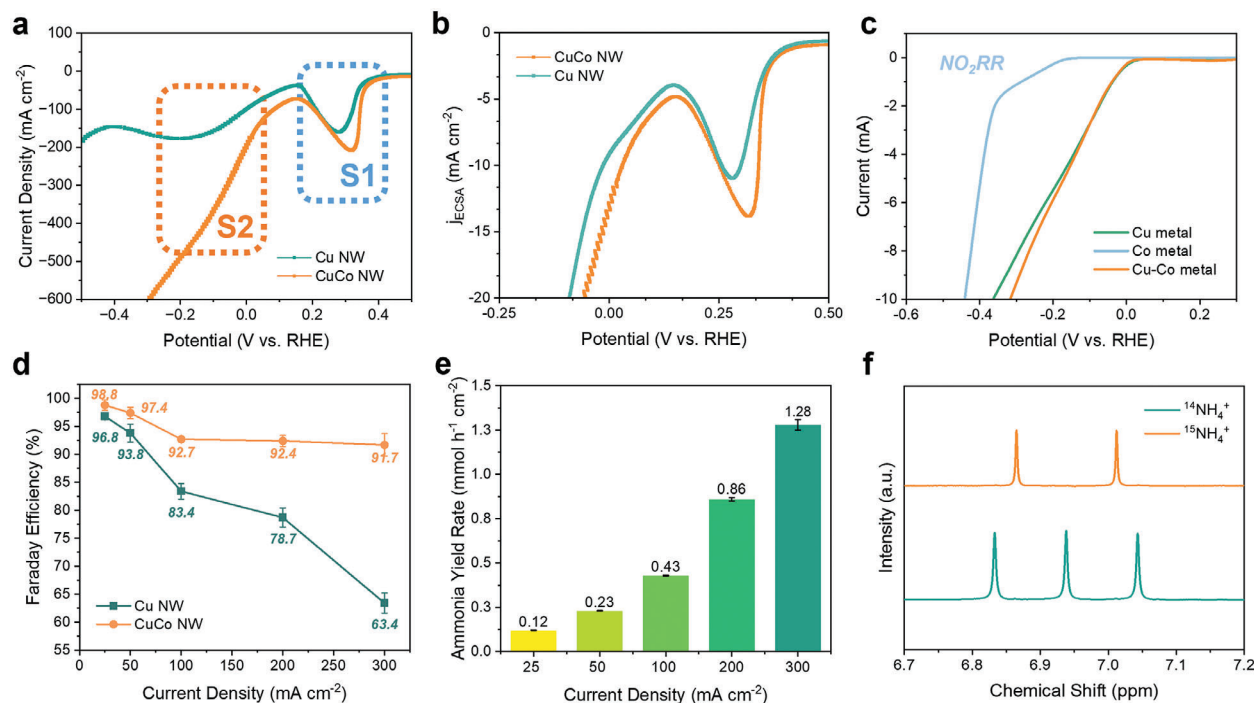 a
100
0
−100
−200
−300
−400
−500
−600
−0.4
−0.2
0.0
0.2
0.4
Current Density (mA cm⁻²)
Potential (V vs. RHE)
S1
S2
Cu NW
CuCo NW
b
0
−5
−10
−15
−20
0.00
0.25
0.50
jECSA (mA cm⁻²)
Potential (V vs. RHE)
CuCo NW
Cu NW
c
0
−2
−4
−6
−8
−10
−0.6
−0.4
−0.2
0.0
0.2
Current (mA)
Potential (V vs. RHE)
NO₂RR
Cu metal
Co metal
Cu-Co metal
d
100
95
90
85
80
75
70
65
60
55
0
50
100
150
200
250
300
Faraday Efficiency (%)
Current Density (mA cm⁻²)
98.8
97.4
92.7
92.4
91.7
96.8
93.8
83.4
78.7
63.4
Cu NW
CuCo NW
e
1.5
1.3
1.0
0.8
0.5
0.3
0.0
25
50
100
200
300
Ammonia Yield Rate (mmol h⁻¹ cm⁻²)
Current Density (mA cm⁻²)
0.12
0.23
0.43
0.86
1.28
f
¹⁴NH₄⁺
¹⁵NH₄⁺
Intensity (a.u.)
6.7
6.8
6.9
7.0
7.1
7.2
Chemical Shift (ppm)